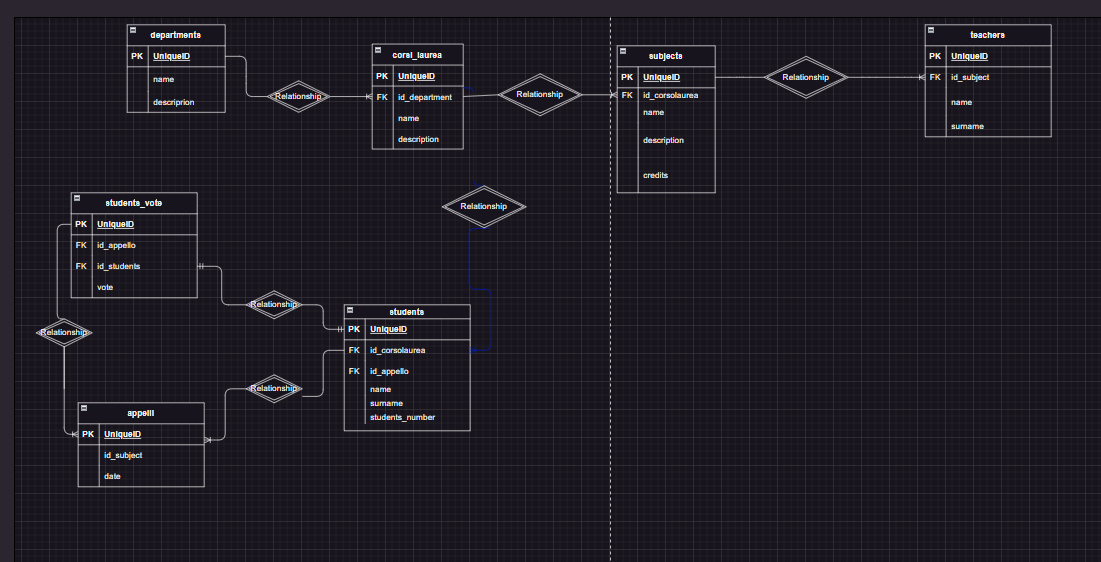 departments
PK UniqueID
name
descriprion
Relationship
corsi_laurea
PK UniqueID
FK id_department
name
description
Relationship
subjects
PK UniqueID
FK id_corsolaurea
name
description
credits
Relationship
teachers
PK UniqueID
FK id_subject
name
surname
students_vote
PK UniqueID
FK id_appello
FK id_students
vote
Relationship
Relationship
Relationship
students
PK UniqueID
FK id_corsolaurea
FK id_appello
name
surname
students_number
Relationship
appelli
PK UniqueID
id_subject
date